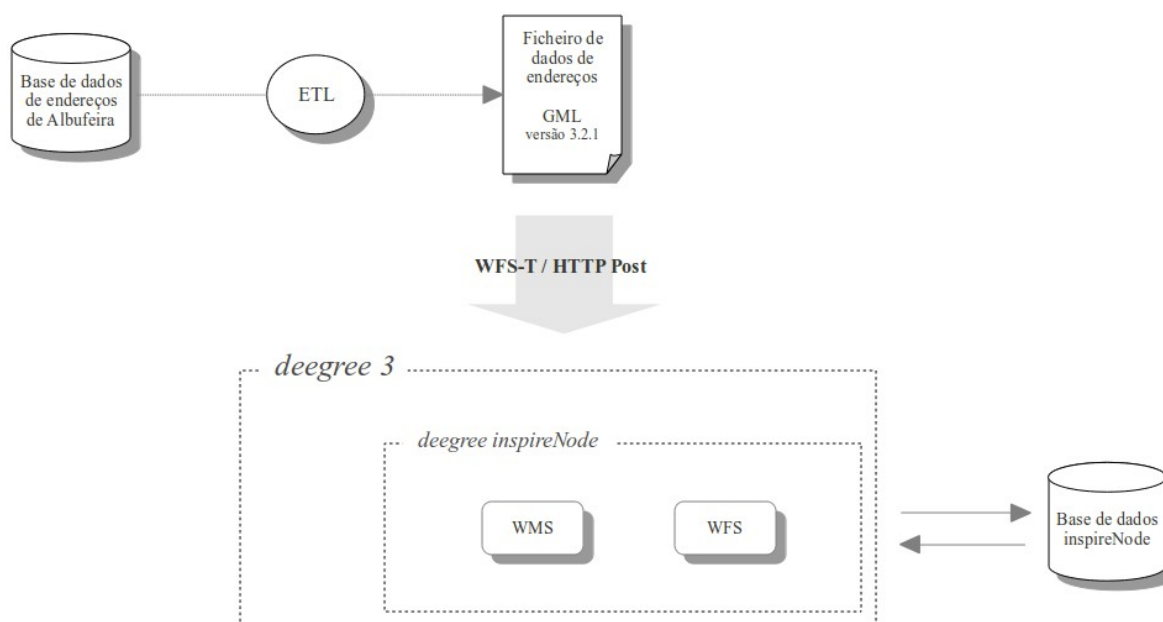 Base de dados
de endereços
de Albufeira
ETL
Ficheiro de
dados de
endereços
GML
versão 3.2.1
WFS-T / HTTP Post
deegree 3
deegree inspireNode
WMS
WFS
Base de dados
inspireNode